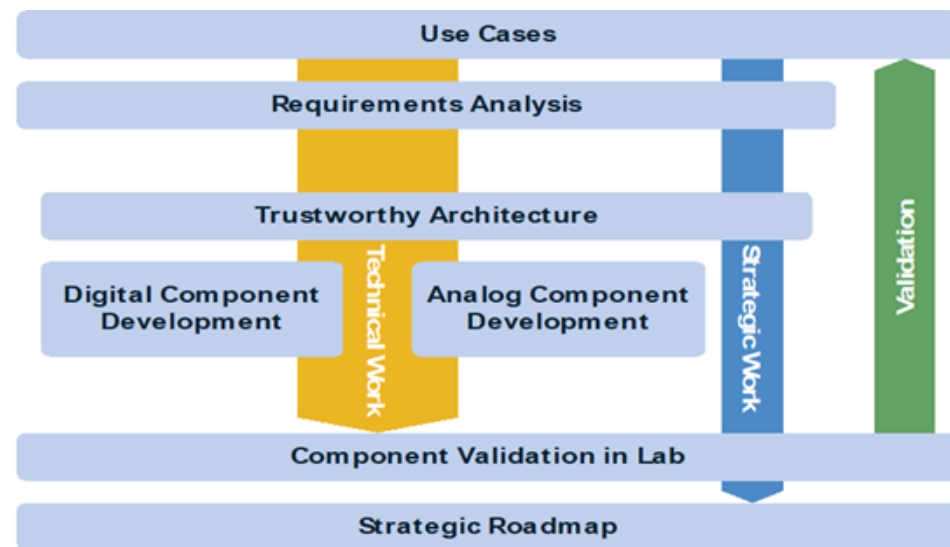 Use Cases
Requirements Analysis
Trustworthy Architecture
Digital Component
Development
Analog Component
Development
Technical Work
Strategic Work
Validation
Component Validation in Lab
Strategic Roadmap